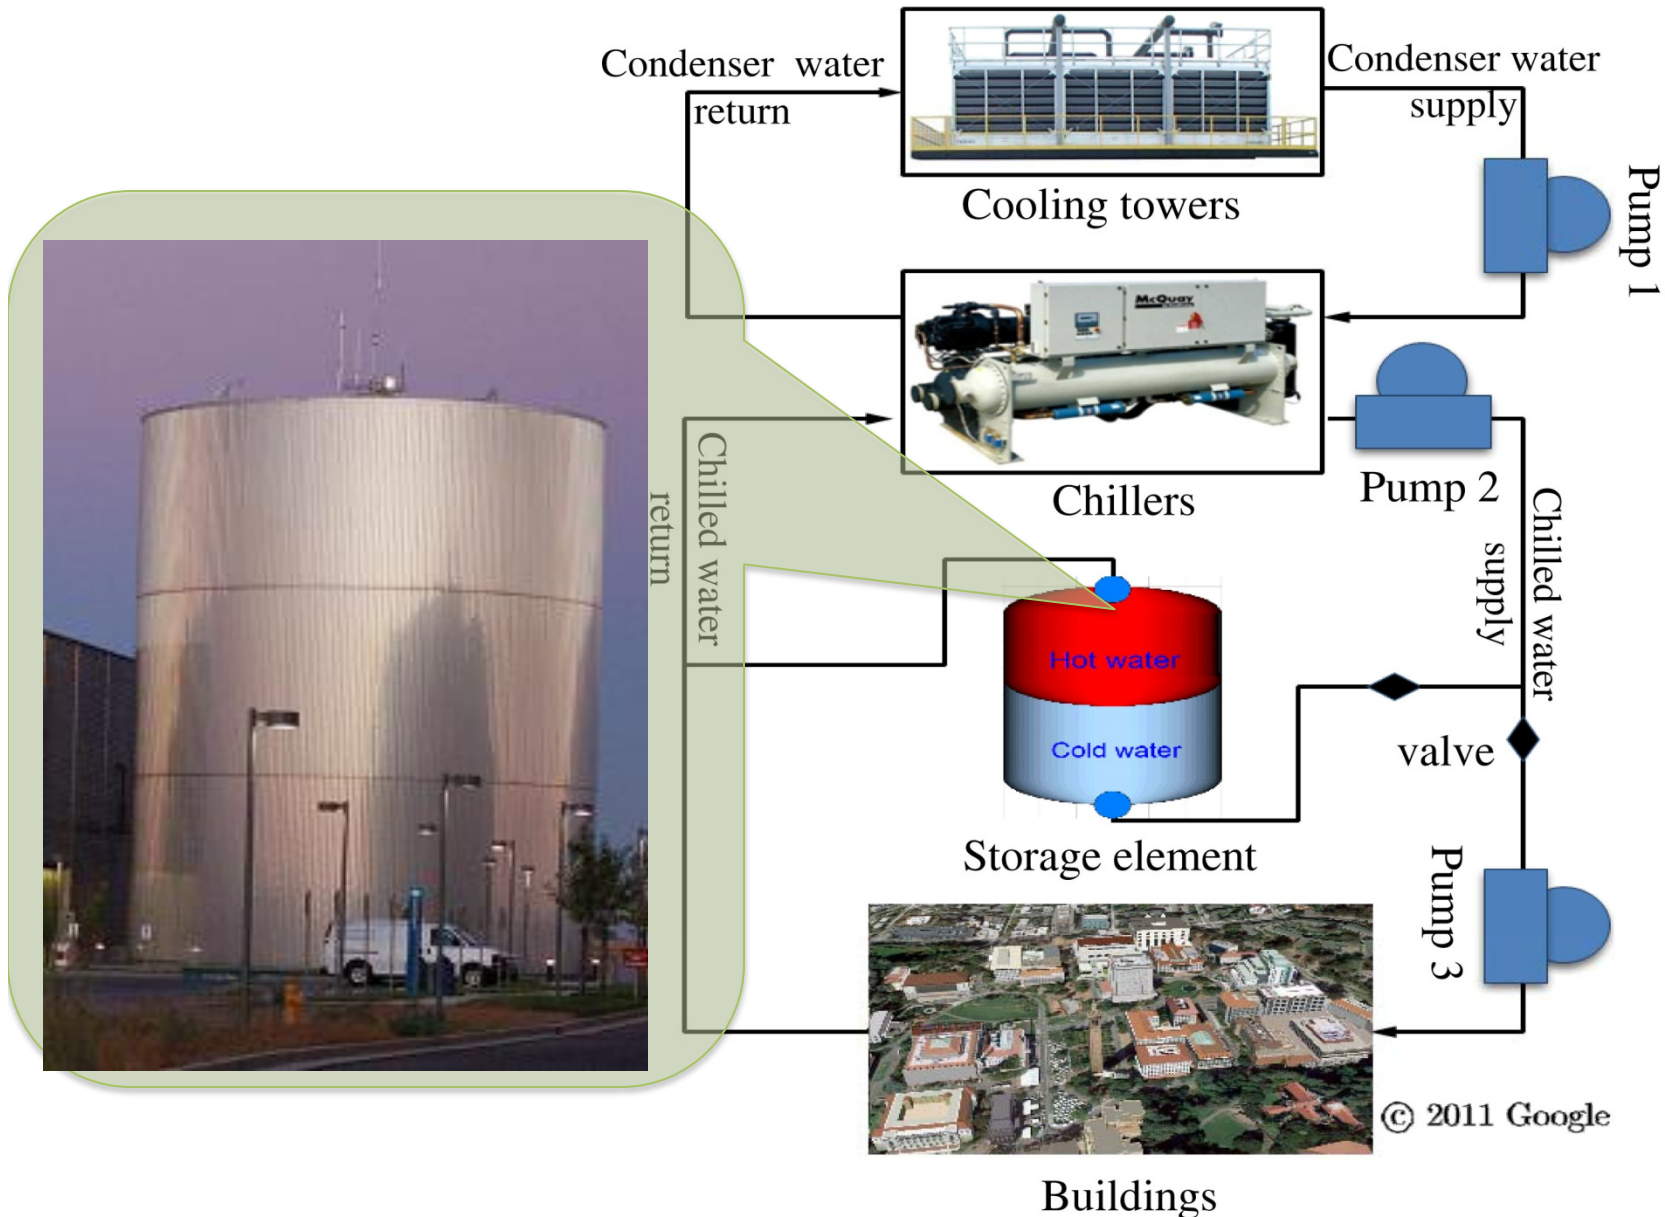 Condenser water
return
Condenser water
supply
Cooling towers
Pump 1
McQuay
Chillers
Pump 2
Chilled water
return
Chilled water
supply
Hot water
Cold water
valve
Storage element
Pump 3
© 2011 Google
Buildings